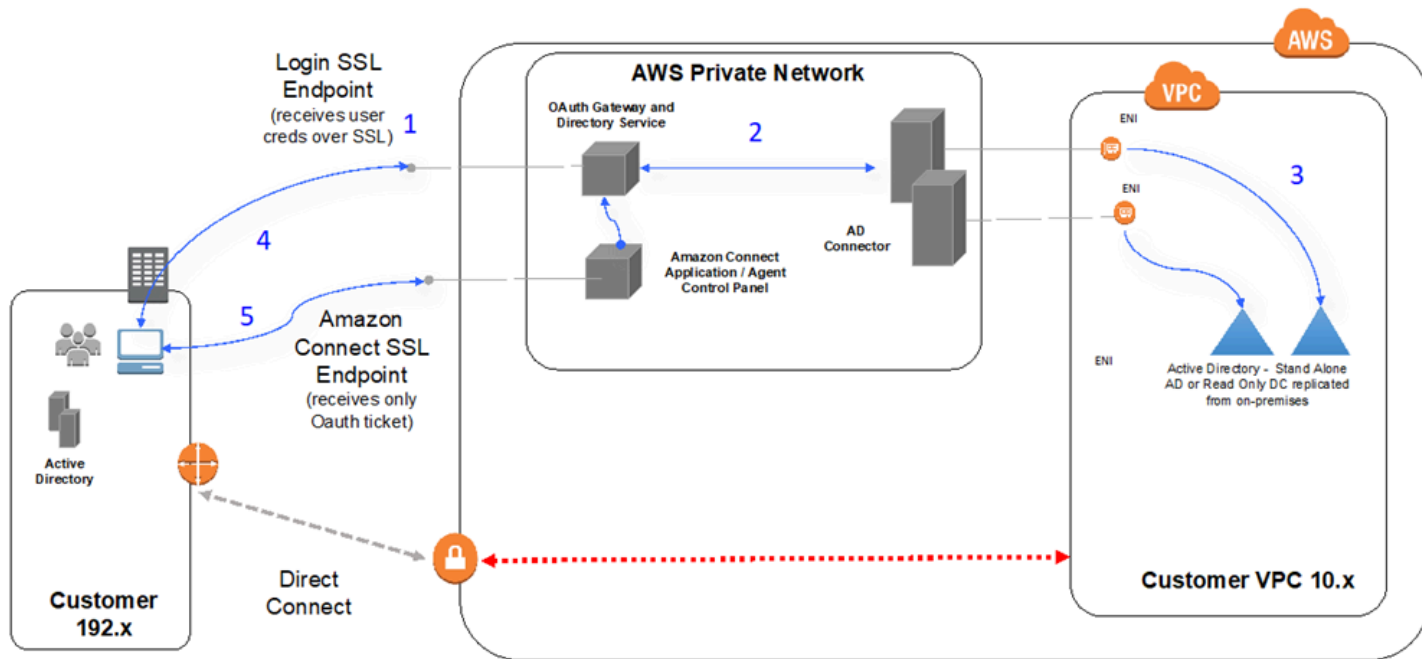 AWS
Login SSL
Endpoint
(receives user
creds over SSL)
1
AWS Private Network
OAuth Gateway and
Directory Service
2
VPC
ENI
3
ENI
4
AD
Connector
Amazon Connect
Application / Agent
Control Panel
5
Amazon
Connect SSL
Endpoint
(receives only
Oauth ticket)
ENI
Active Directory - Stand Alone
AD or Read Only DC replicated
from on-premises
Active
Directory
Direct
Connect
Customer
192.x
Customer VPC 10.x